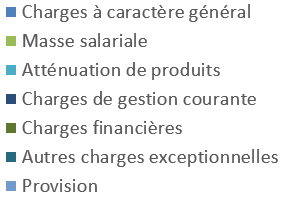 Charges à caractère général
Masse salariale
Atténuation de produits
Charges de gestion courante
Charges financières
Autres charges exceptionnelles
Provision